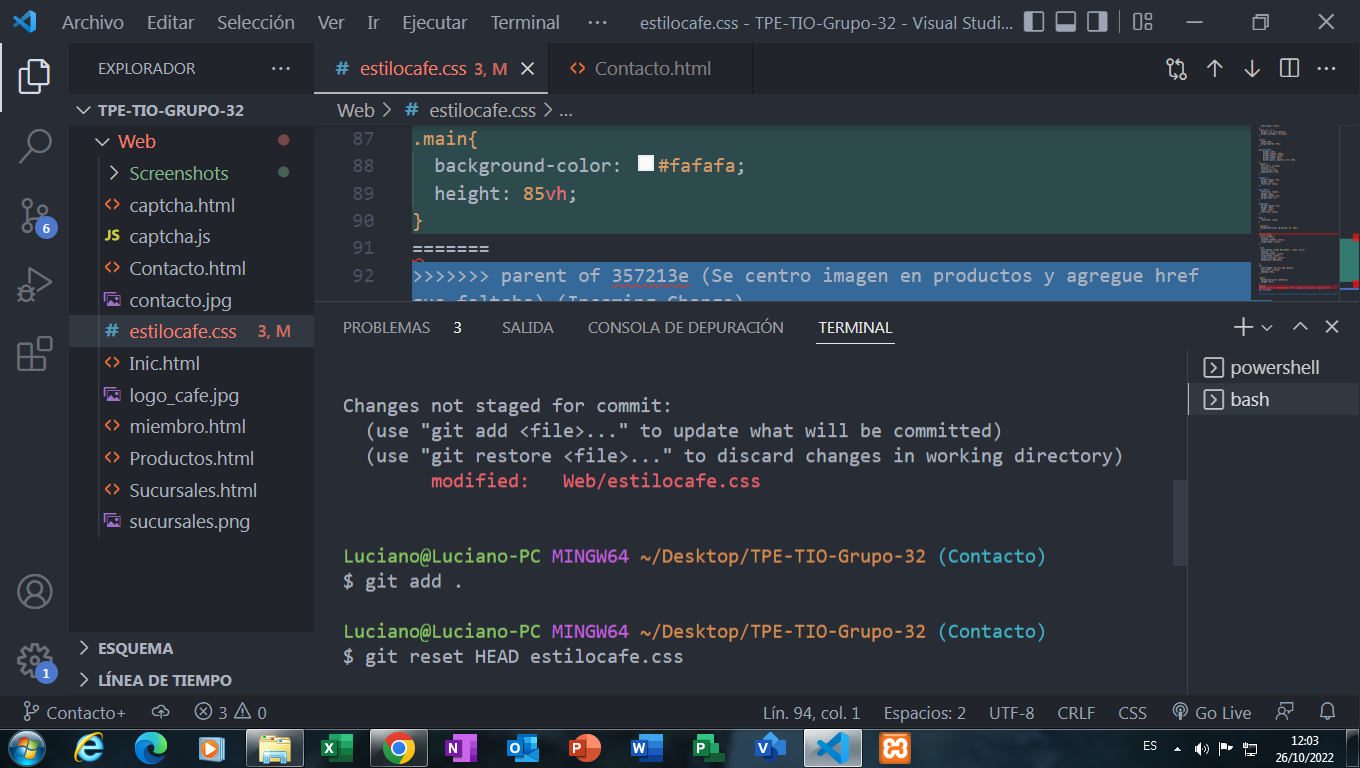 Archivo Editar Selección Ver Ir Ejecutar Terminal ··· estilocafe.css - TPE-TIO-Grupo-32 - Visual Studi...
EXPLORADOR ···
# estilocafe.css 3, M
<> Contacto.html
TPE-TIO-GRUPO-32
Web
Screenshots
captcha.html
JS captcha.js
Contacto.html
contacto.jpg
# estilocafe.css 3, M
Inic.html
logo_cafe.jpg
miembro.html
Productos.html
Sucursales.html
sucursales.png
ESQUEMA
LÍNEA DE TIEMPO
6
1
Web > # estilocafe.css > ...
87 .main{
88 background-color: #fafafa;
89 height: 85vh;
90 }
91 =======
92 >>>>>>> parent of 357213e (Se centro imagen en productos y agregue href
que faltaba) (Incoming Change)
PROBLEMAS 3 SALIDA CONSOLA DE DEPURACIÓN TERMINAL
powershell
bash
Changes not staged for commit:
(use "git add <file>..." to update what will be committed)
(use "git restore <file>..." to discard changes in working directory)
modified: Web/estilocafe.css
Luciano@Luciano-PC MINGW64 ~/Desktop/TPE-TIO-Grupo-32 (Contacto)
$ git add .
Luciano@Luciano-PC MINGW64 ~/Desktop/TPE-TIO-Grupo-32 (Contacto)
$ git reset HEAD estilocafe.css
Contacto+ 3 0 Lín. 94, col. 1 Espacios: 2 UTF-8 CRLF CSS Go Live
ES 12:03
26/10/2022